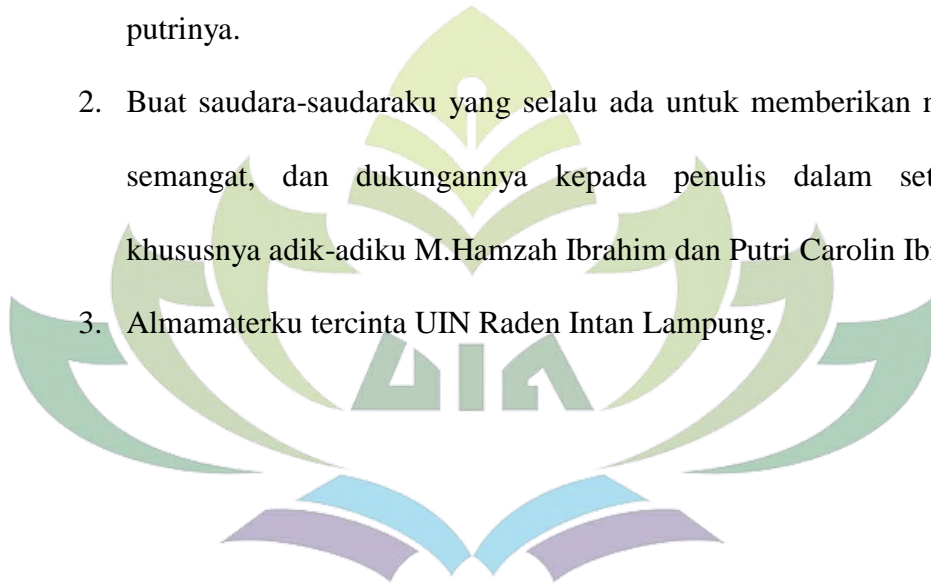 putrinya.
2. Buat saudara-saudaraku yang selalu ada untuk memberikan
semangat, dan dukungannya kepada penulis dalam
khususnya adik-adiku M.Hamzah Ibrahim dan Putri Carolin
3. Almamaterku tercinta UIN Raden Intan Lampung.
UIN